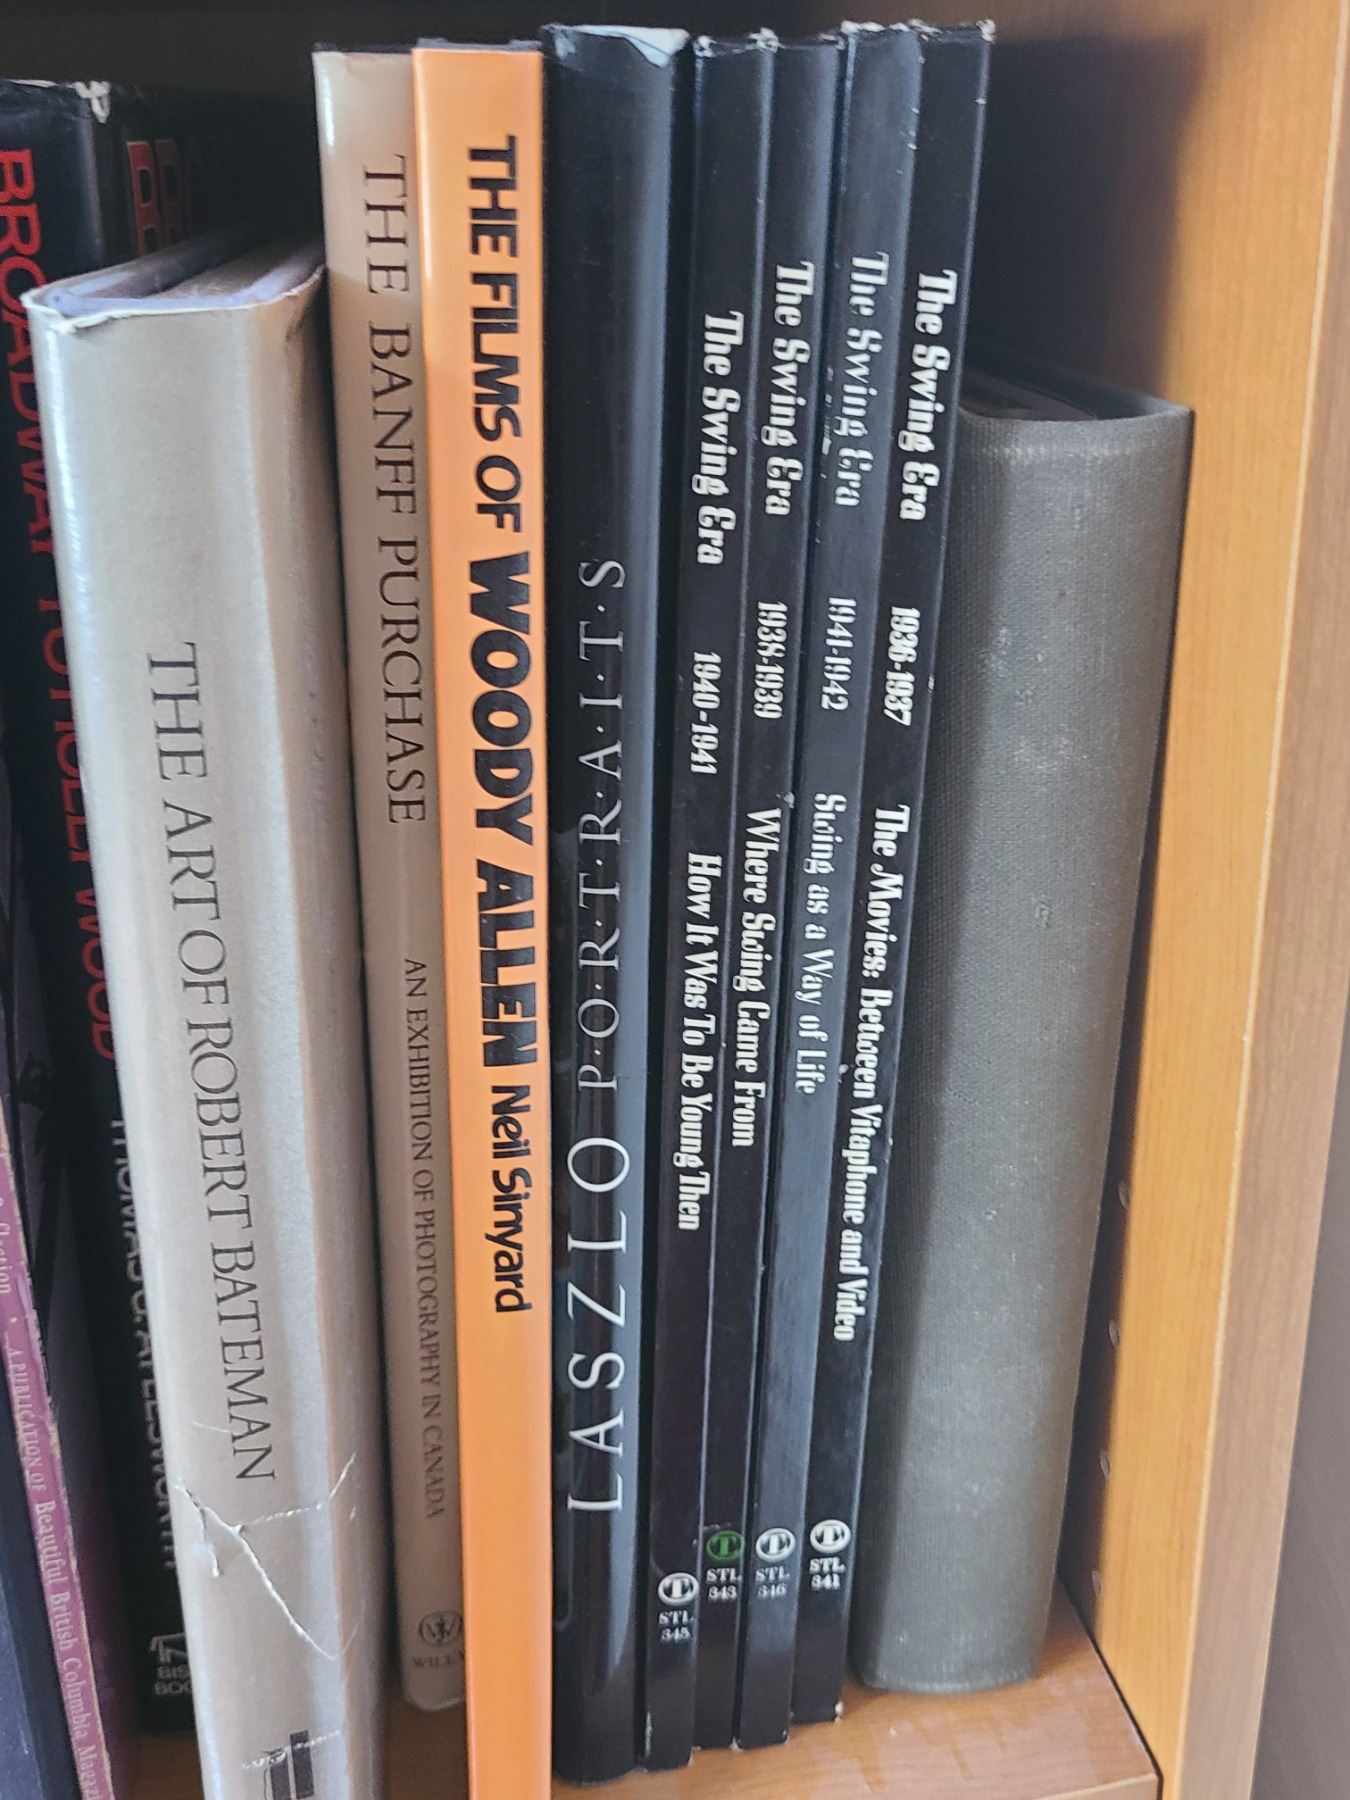 A PUBLICATION OF Beautiful British Columbia Magazine
BROADWAY TO HOLLYWOOD
BRO
THE ART OF ROBERT BATEMAN
THE BANFF PURCHASE AN EXHIBITION OF PHOTOGRAPHY IN CANADA
WILEY
THE FILMS OF WOODY ALLEN Neil Sinyard
LASZLO P·O·R·T·R·A·I·T·S
The Swing Era 1940-1941 How It Was To Be Young Then
STL
345
The Swing Era 1938-1939 Where Swing Came From
STL
343
The Swing Era 1941-1942 Swing as a Way of Life
STL
346
The Swing Era 1936-1937 The Movies: Between Vitaphone and Video
STL
341